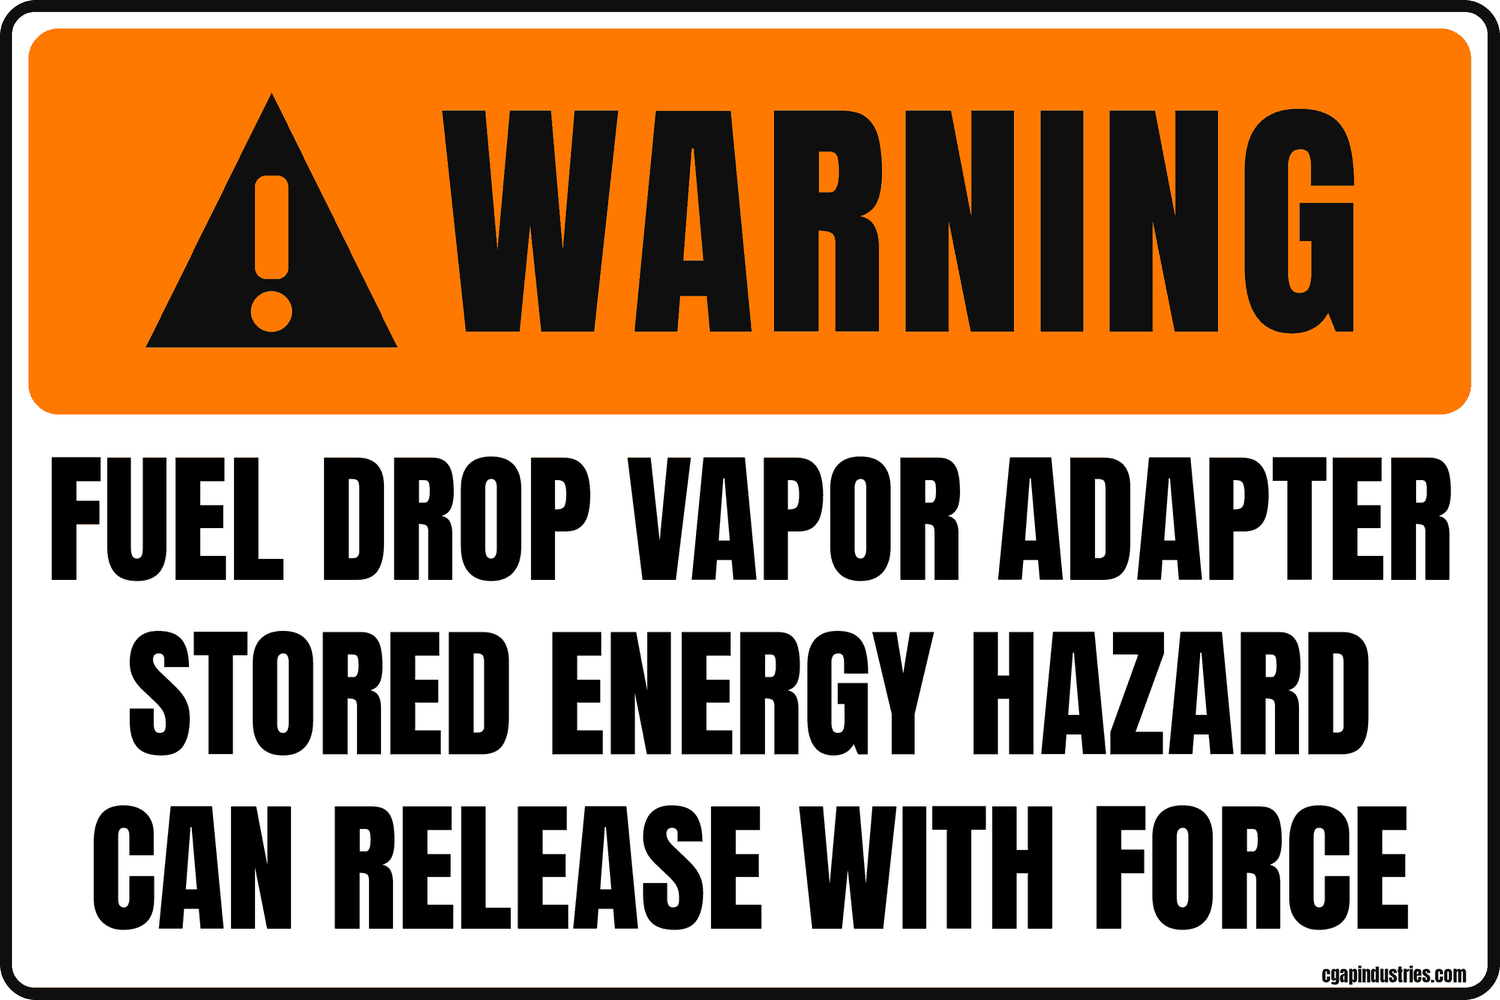 WARNING
FUEL DROP VAPOR ADAPTER
STORED ENERGY HAZARD
CAN RELEASE WITH FORCE
cgapindustries.com